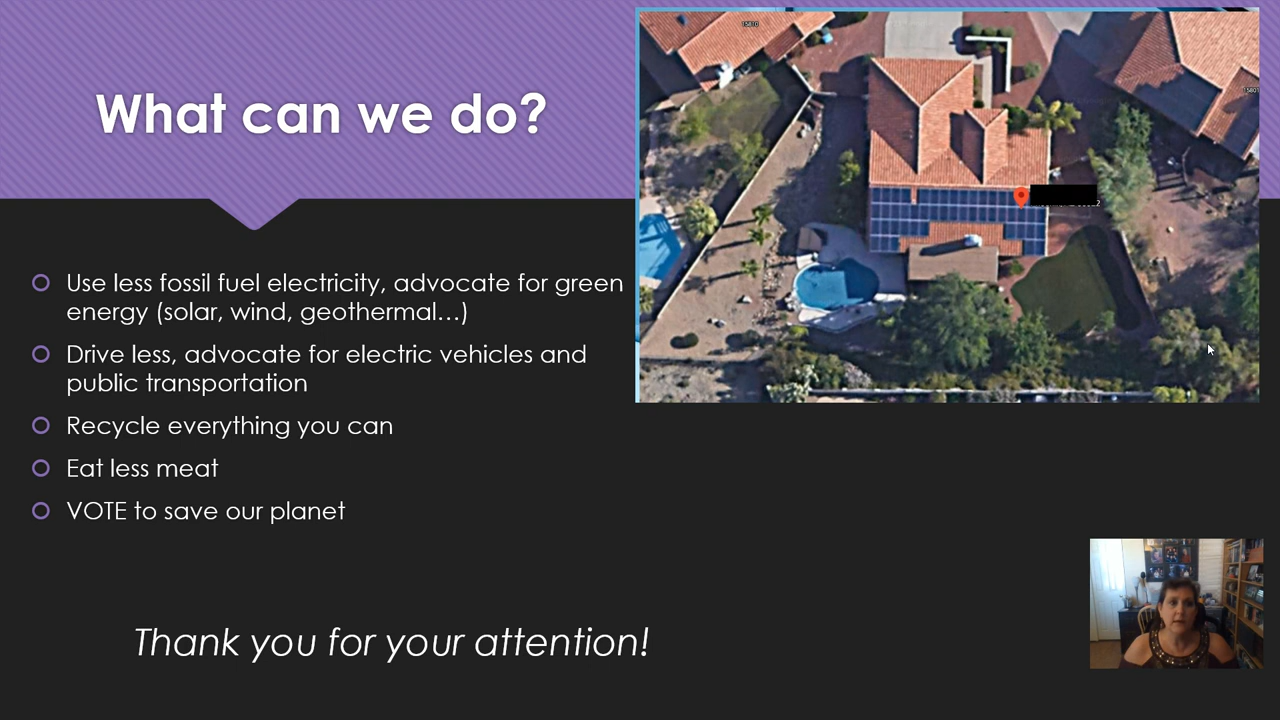 What can we do?
Use less fossil fuel electricity, advocate for green
energy (solar, wind, geothermal...)
Drive less, advocate for electric vehicles and
public transportation
Recycle everything you can
Eat less meat
VOTE to save our planet
Thank you for your attention!